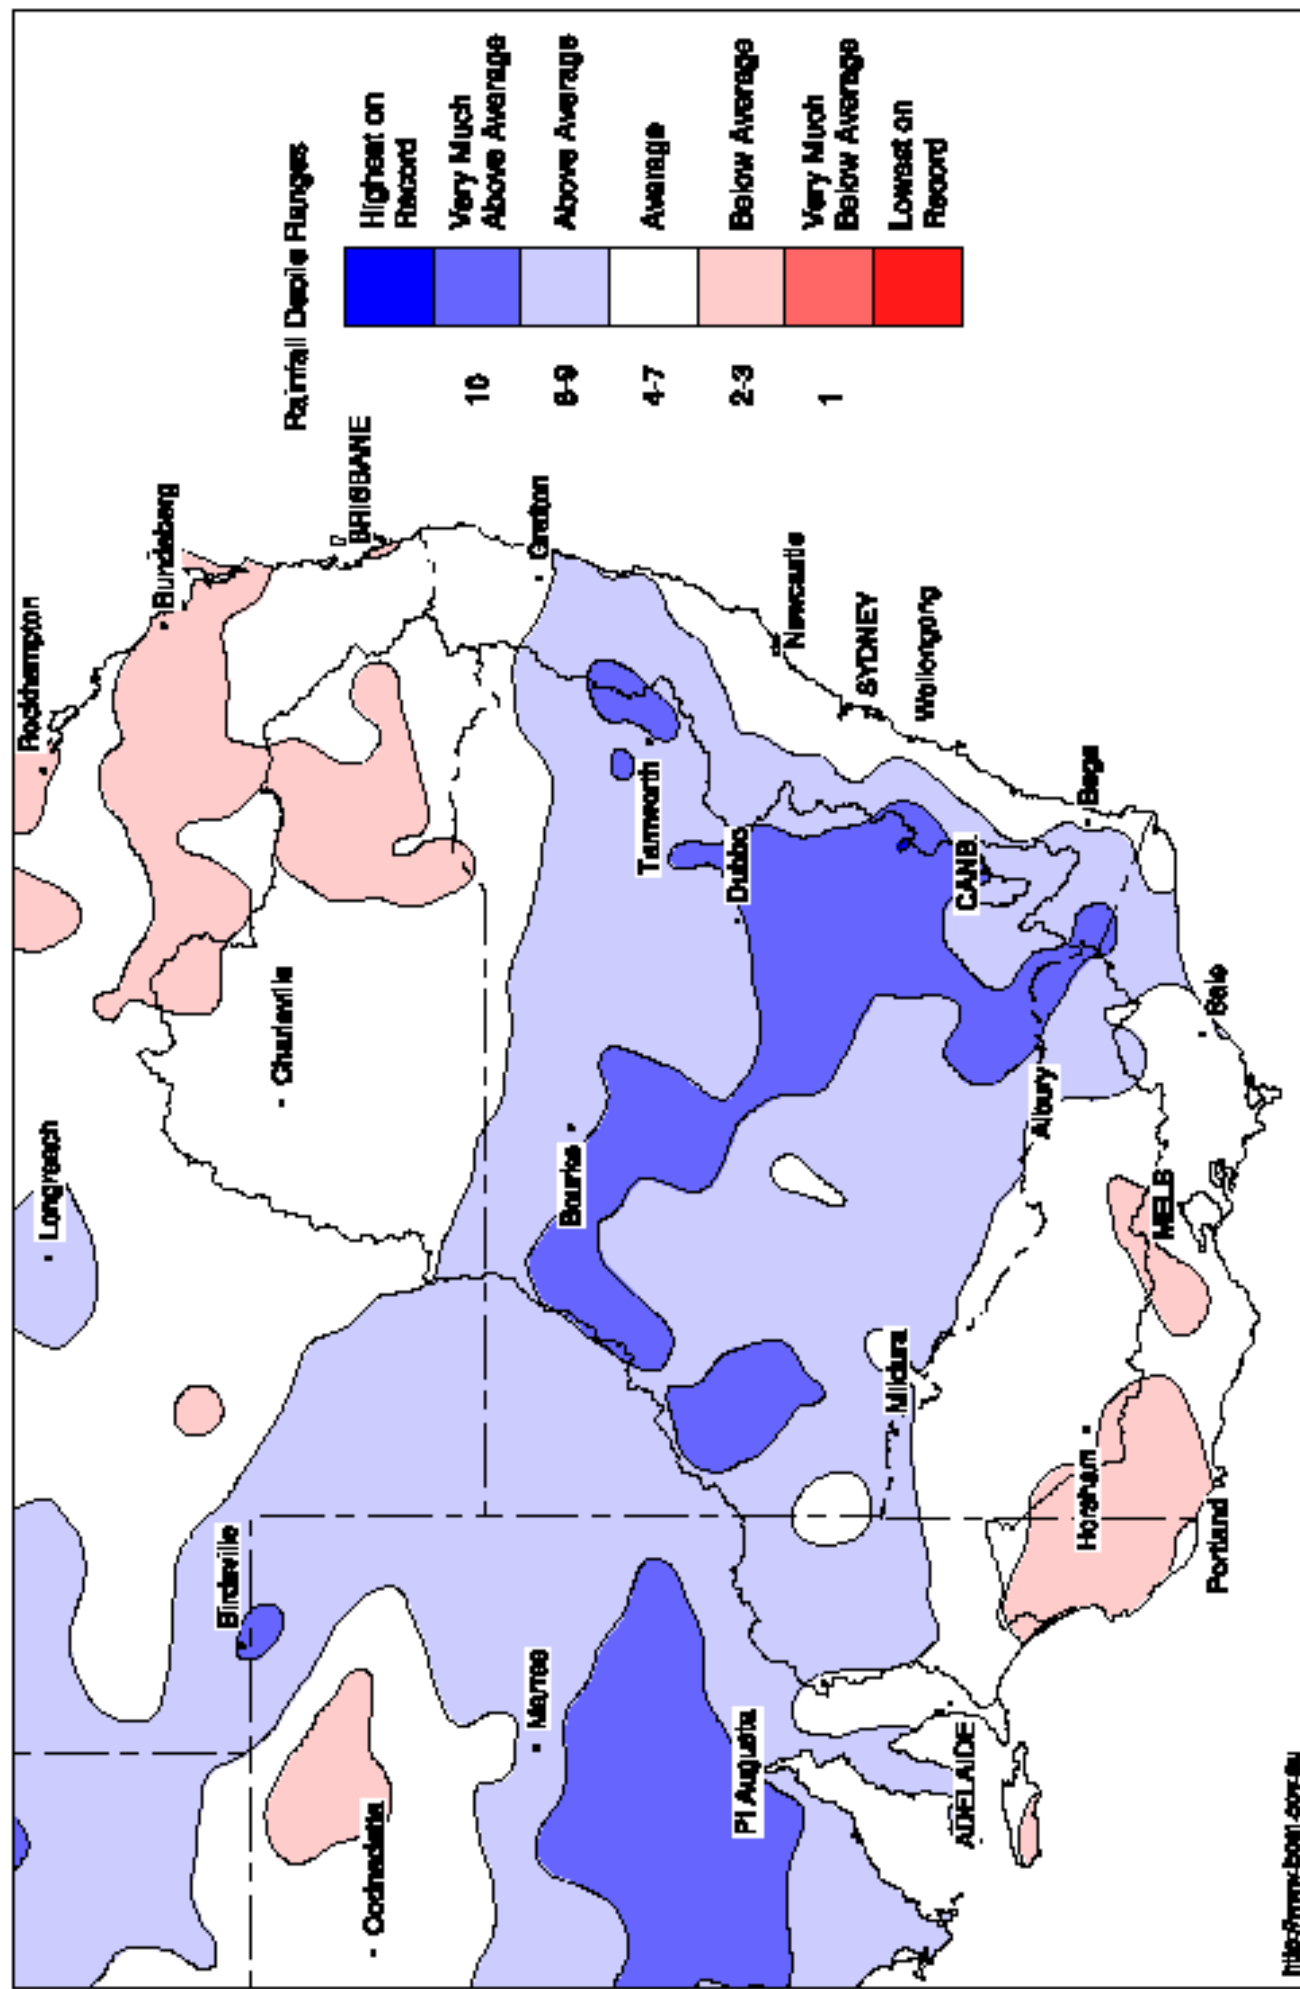 Rainfall Decile Ranges
Highest on
Record
10
Very Much
Above Average
8-9
Above Average
4-7
Average
2-3
Below Average
1
Very Much
Below Average
Lowest on
Record
Rockhampton
Longreach
Bundaberg
Birdsville
Charleville
BRISBANE
Oodnadatta
Grafton
Marree
Bourke
Tamworth
Dubbo
Pt Augusta
Newcastle
SYDNEY
Mildura
Wollongong
CANB.
ADELAIDE
Albury
Bega
Horsham
MELB
Sale
Portland